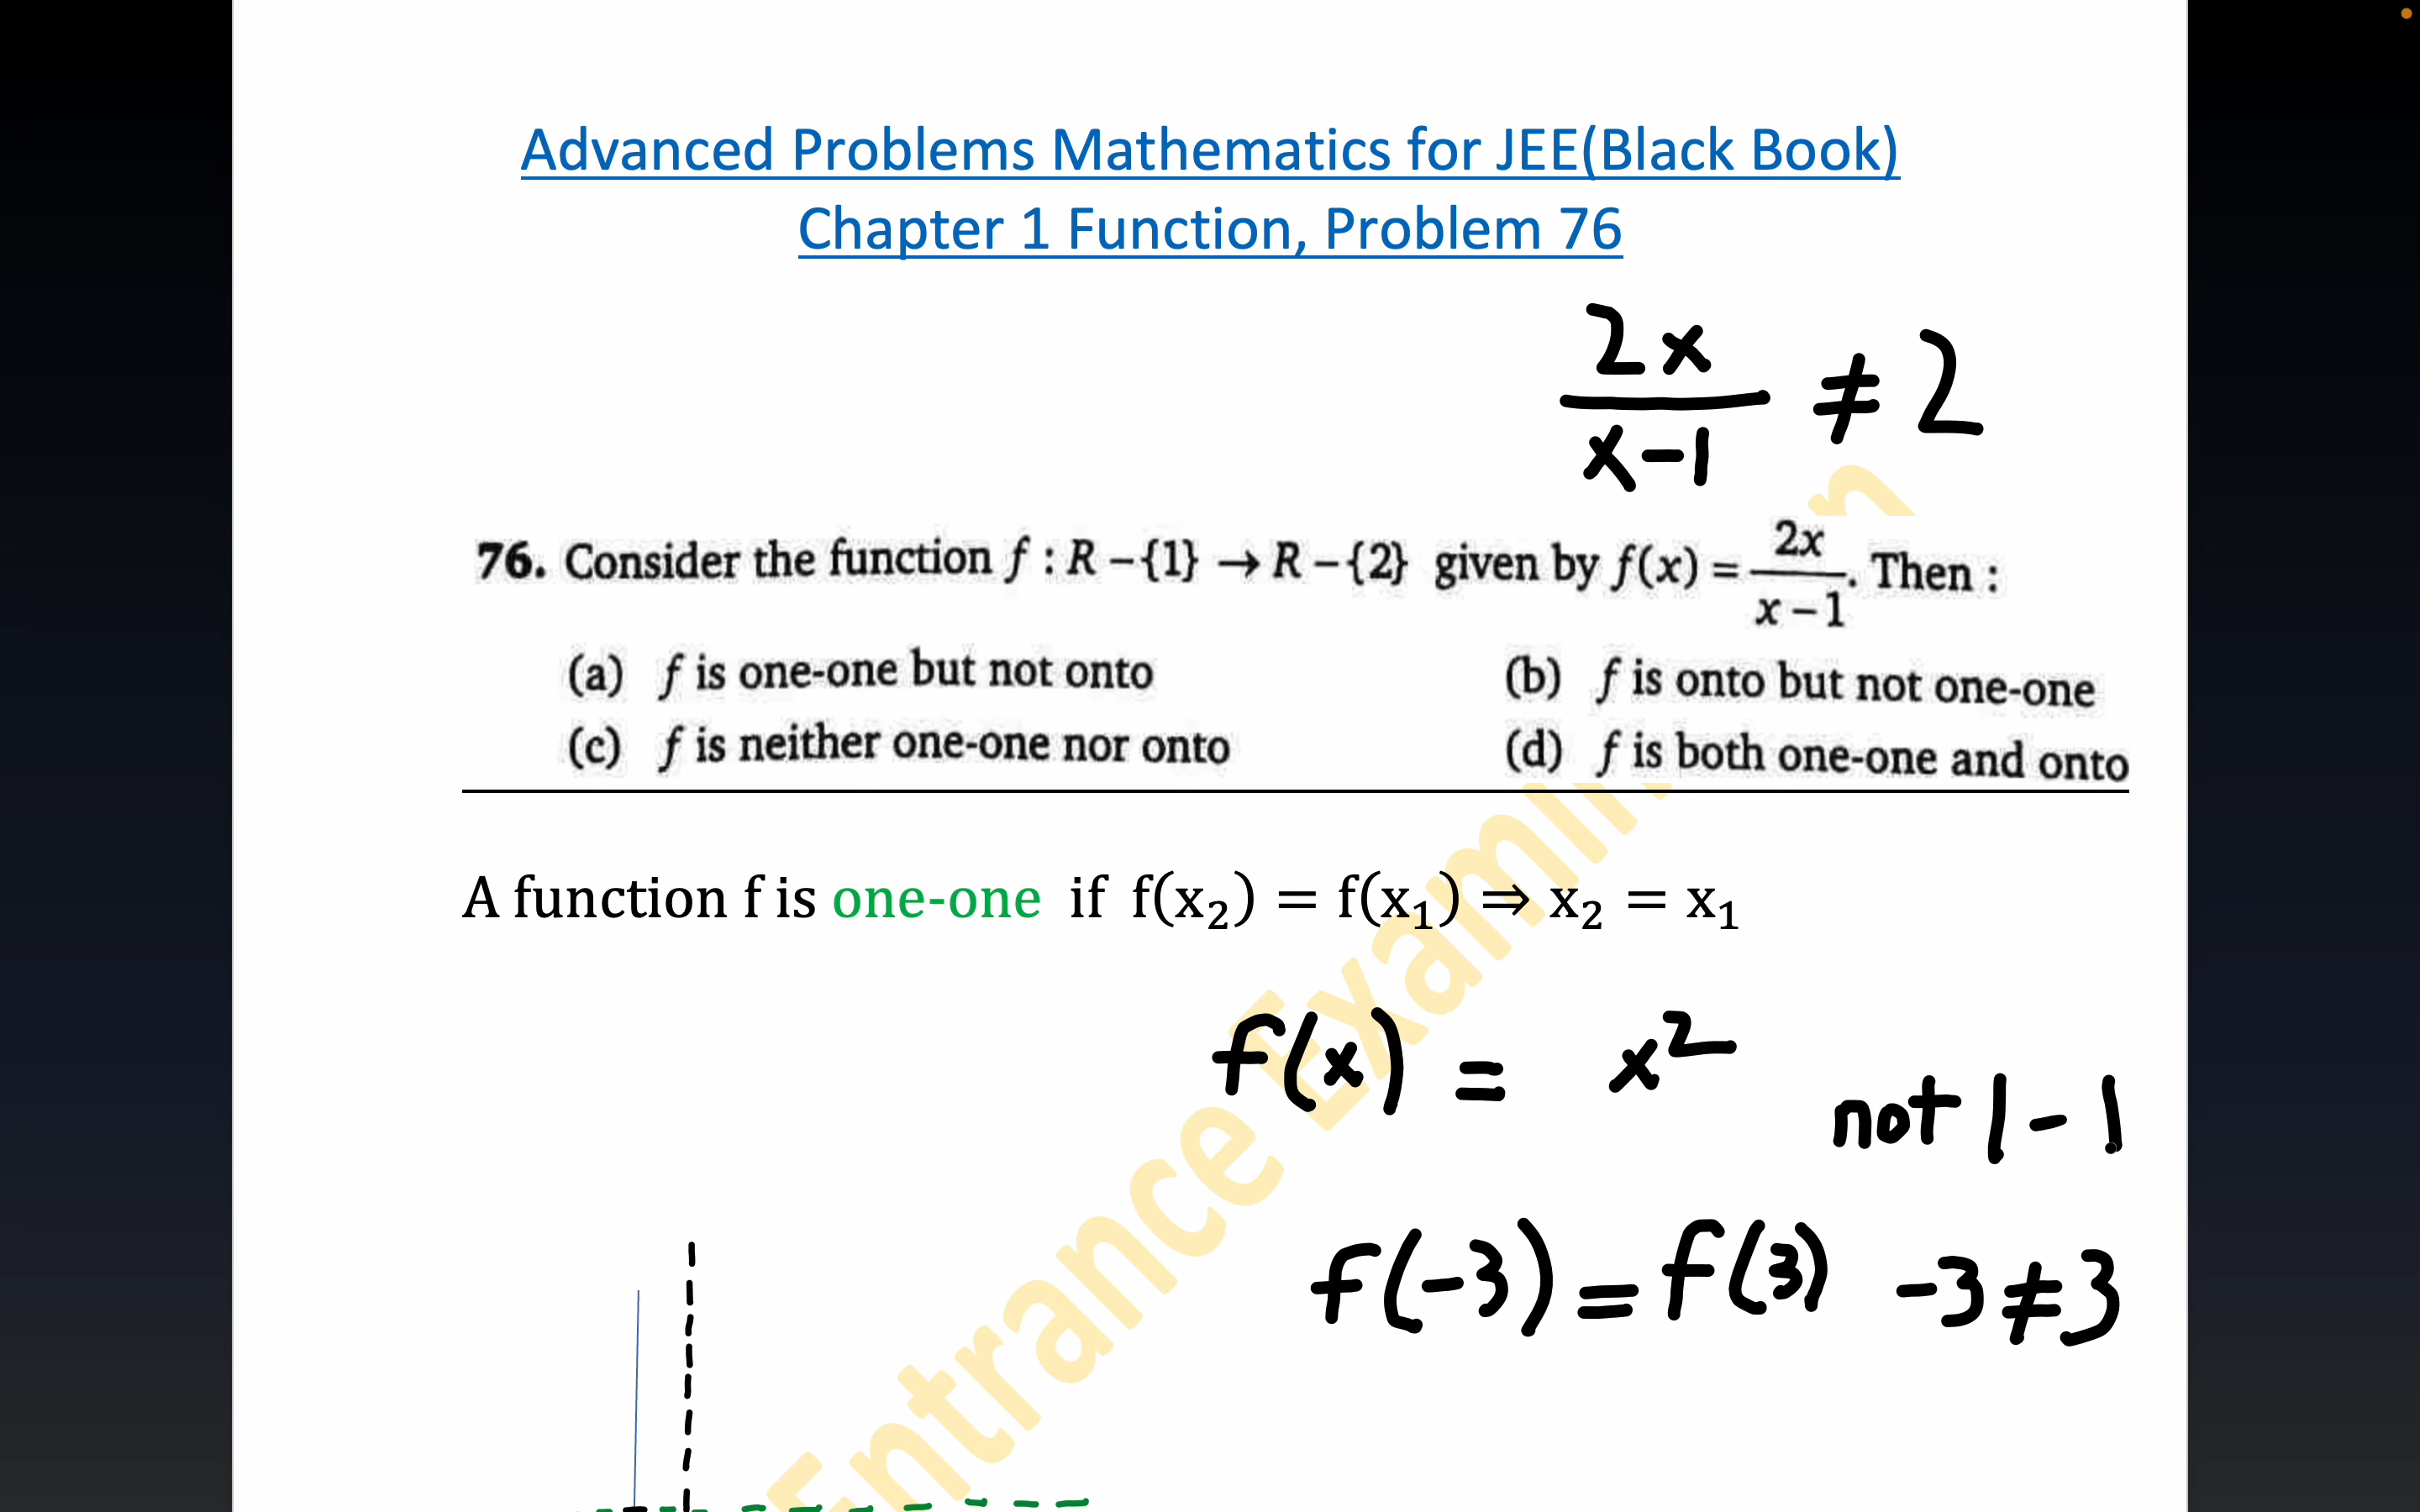 Advanced Problems Mathematics for JEE(Black Book)
Chapter 1 Function, Problem 76
2x/(x-1) ≠ 2
76. Consider the function f : R – {1} → R – {2} given by f(x) = 2x/(x – 1). Then :
(a) f is one-one but not onto (b) f is onto but not one-one
(c) f is neither one-one nor onto (d) f is both one-one and onto
A function f is one-one if f(x₂) = f(x₁) ⇒ x₂ = x₁
f(x) = x² not 1-1
f(-3) = f(3) -3 ≠ 3
Entrance